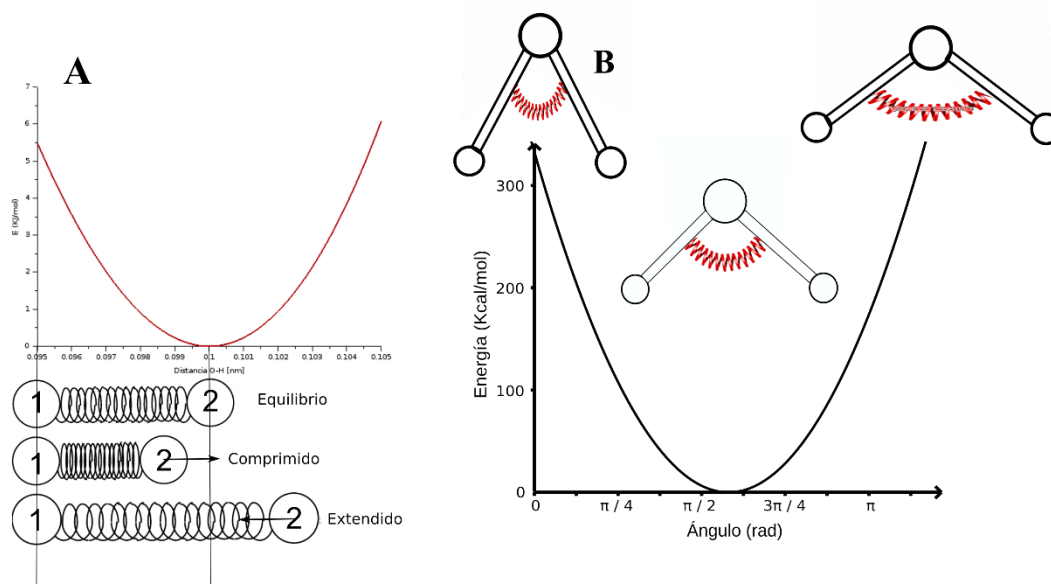 A
7
6
5
4
3
2
1
0
E (KJ/mol)
0.095 0.096 0.097 0.098 0.099 0.1 0.101 0.102 0.103 0.104 0.105
Distancia O-H [nm]
1 2 Equilibrio
1 2 Comprimido
1 2 Extendido
B
300
200
100
0
Energía (Kcal/mol)
0 π / 4 π / 2 3π / 4 π
Ángulo (rad)